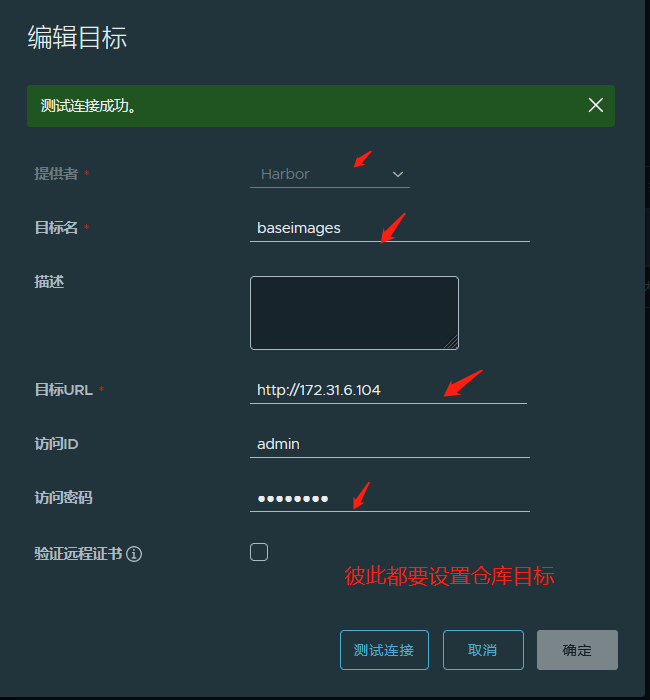 编辑目标
测试连接成功。
提供者 * Harbor
目标名 * baseimages
描述
目标URL * http://172.31.6.104
访问ID admin
访问密码 ●●●●●●●●
验证远程证书
彼此都要设置仓库目标
测试连接 取消 确定